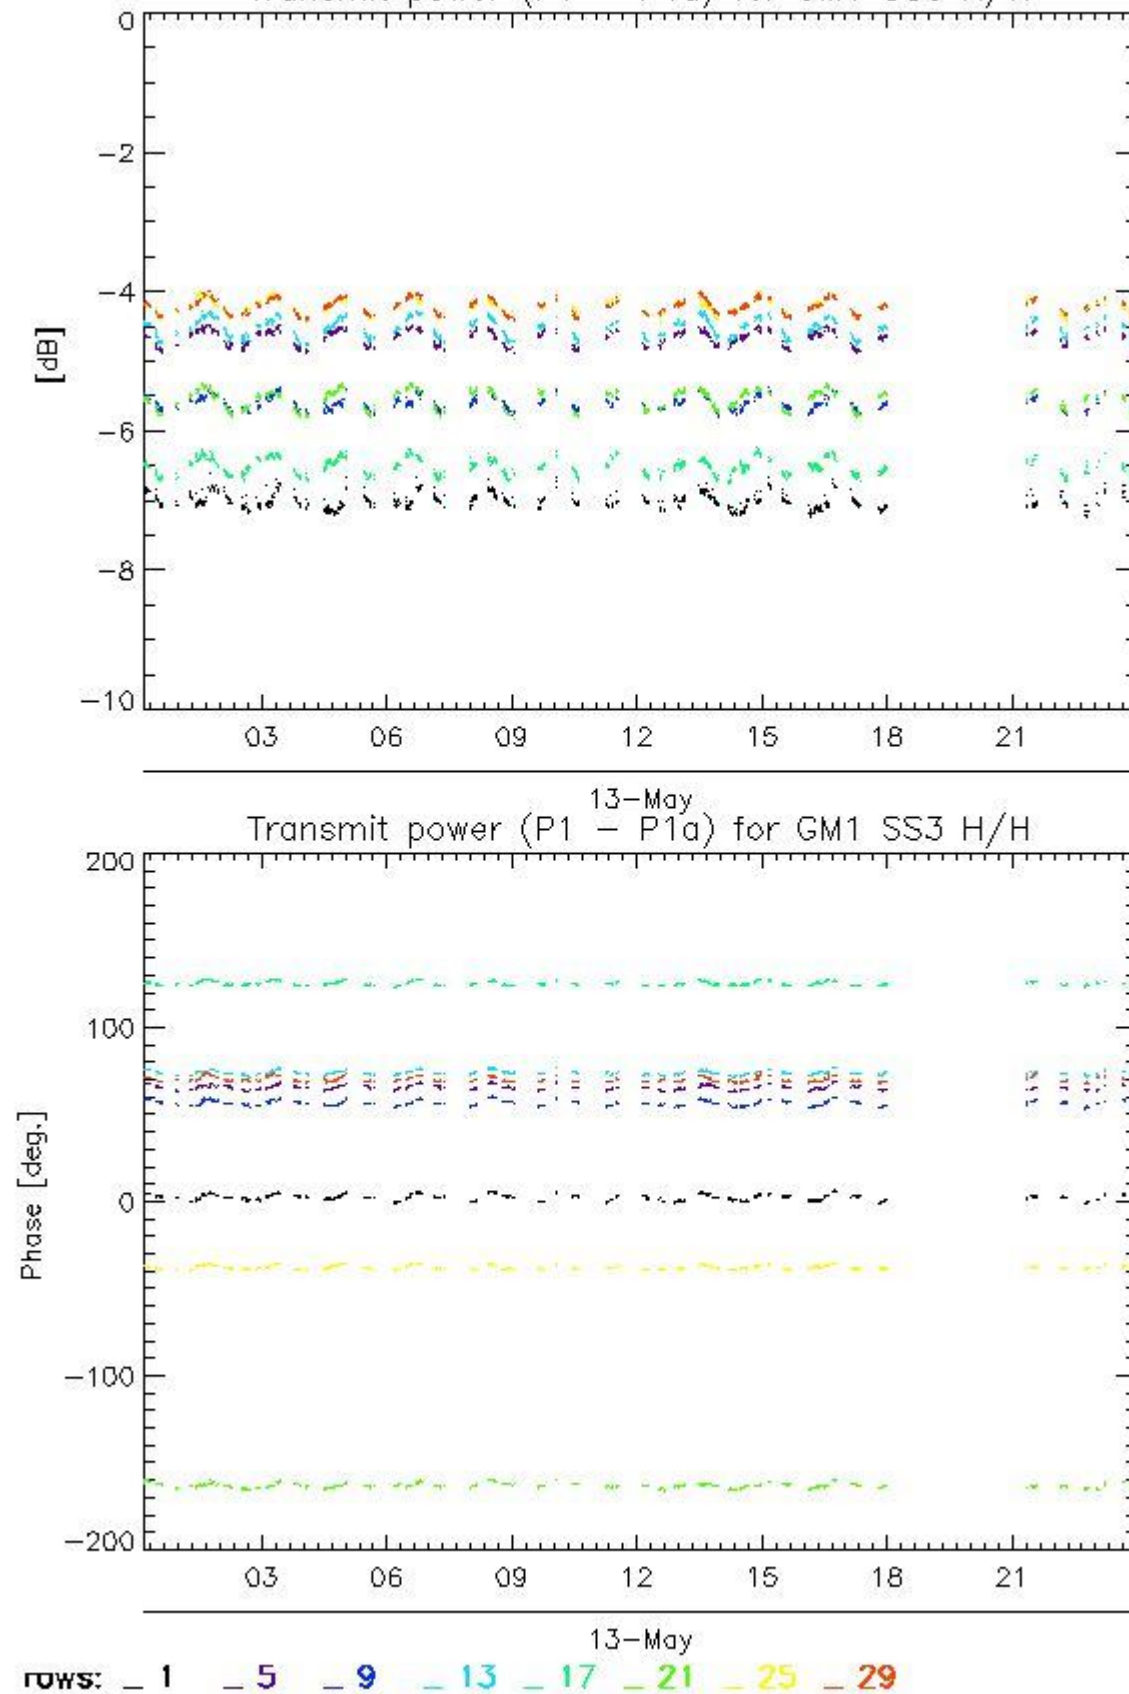 0
-2
-4
[dB]
-6
-8
-10
03 06 09 12 15 18 21
13-May
Transmit power (P1 - P1a) for GM1 SS3 H/H
200
100
Phase [deg.]
0
-100
-200
03 06 09 12 15 18 21
13-May
rows: _ 1 _ 5 _ 9 _ 13 _ 17 _ 21 _ 25 _ 29